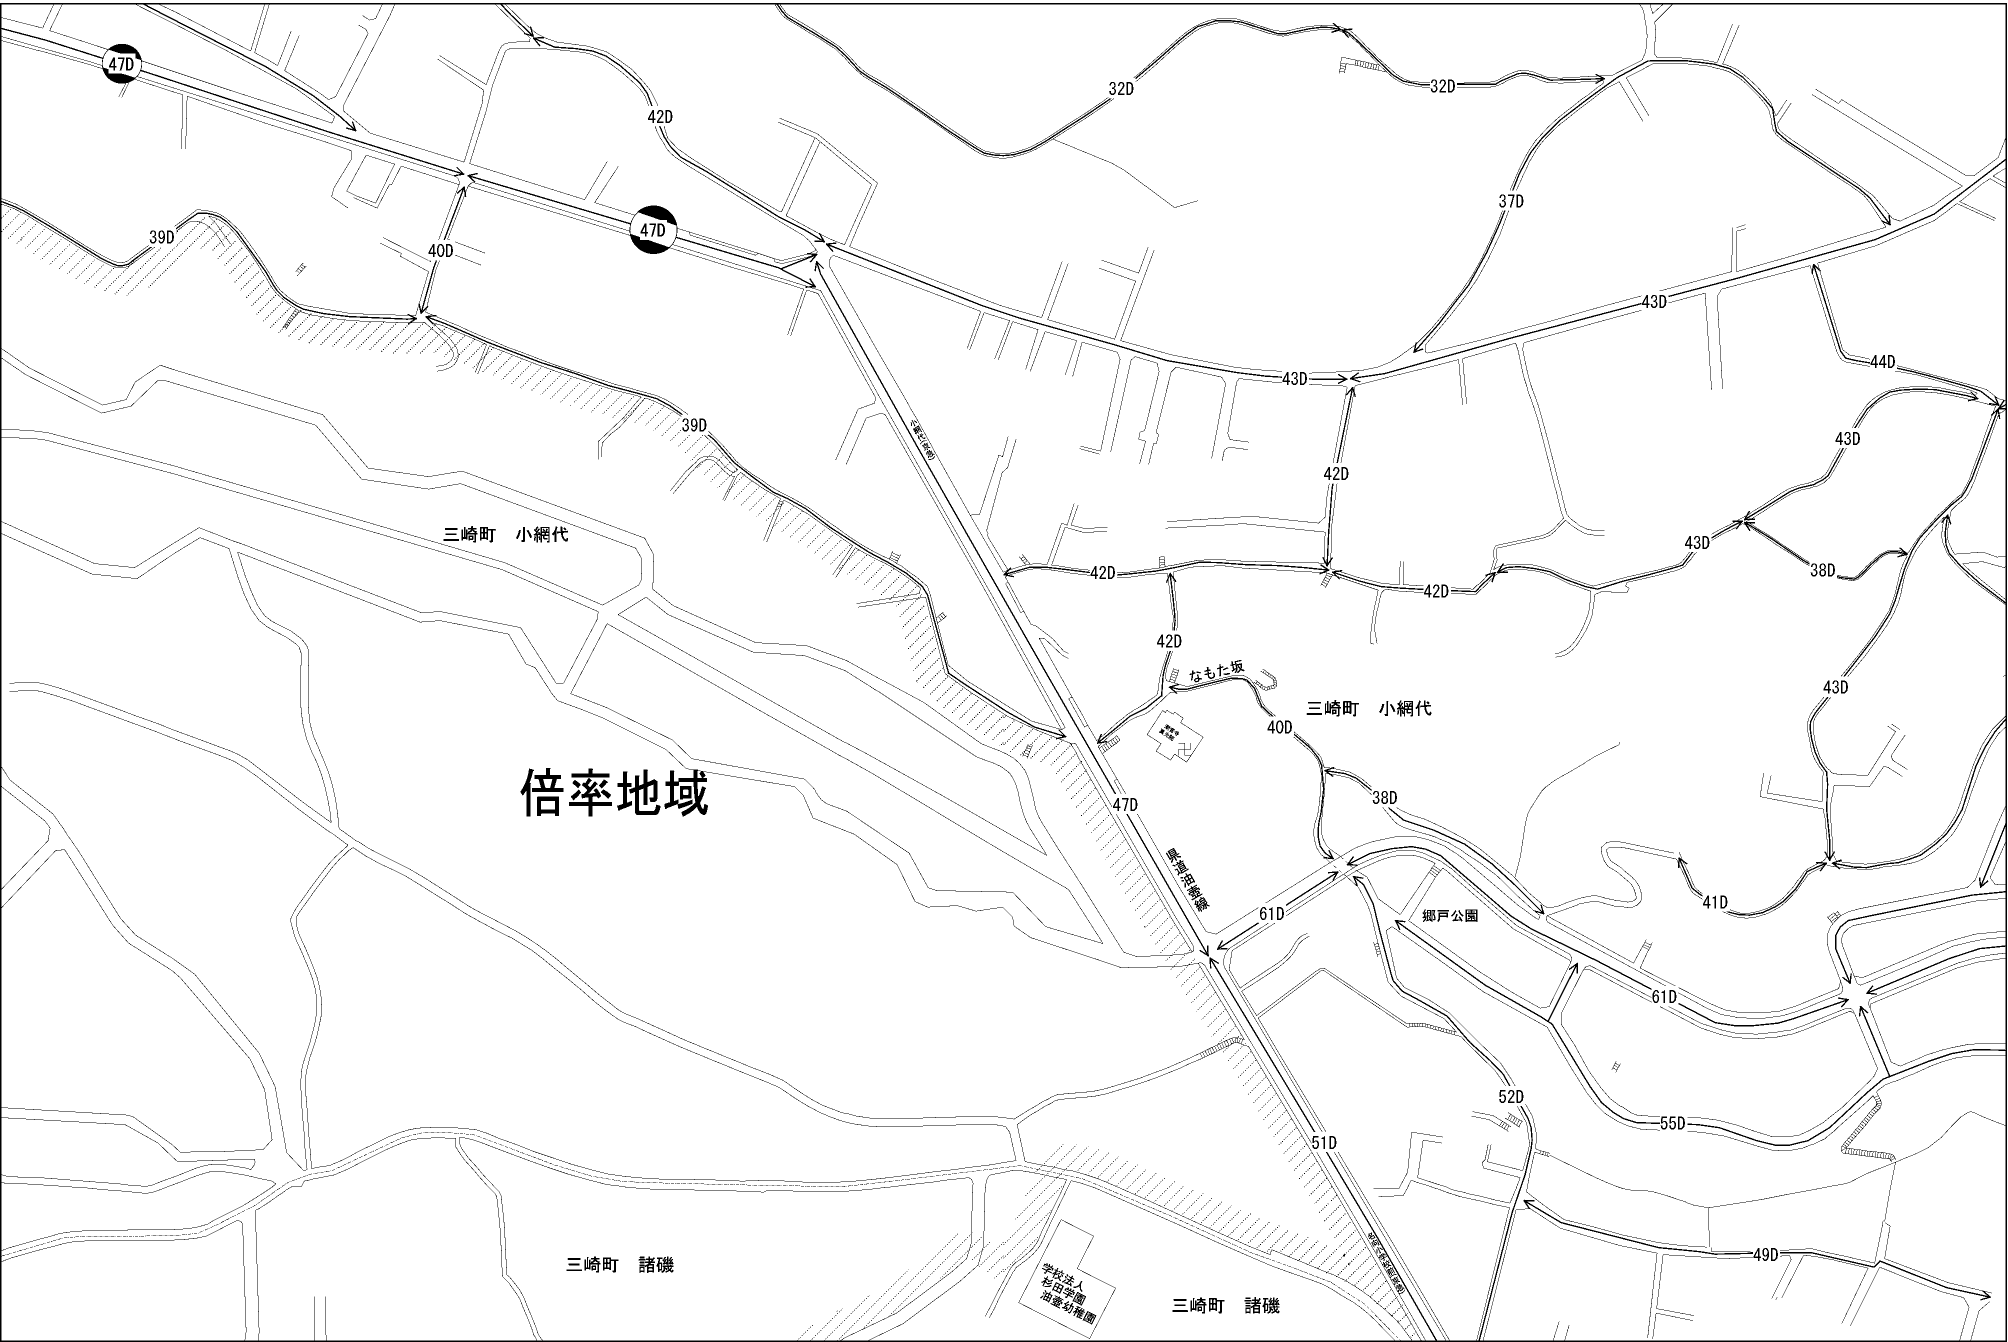 47D
32D
32D
42D
37D
47D
39D
40D
43D
44D
43D
39D
43D
42D
三崎町　小網代
43D
42D
38D
42D
42D
なもた坂
43D
三崎町　小網代
40D
倍率地域
47D
38D
県道油壺線
41D
61D
郷戸公園
61D
52D
55D
51D
49D
三崎町　諸磯
学校法人
杉田学園
油壺幼稚園
三崎町　諸磯